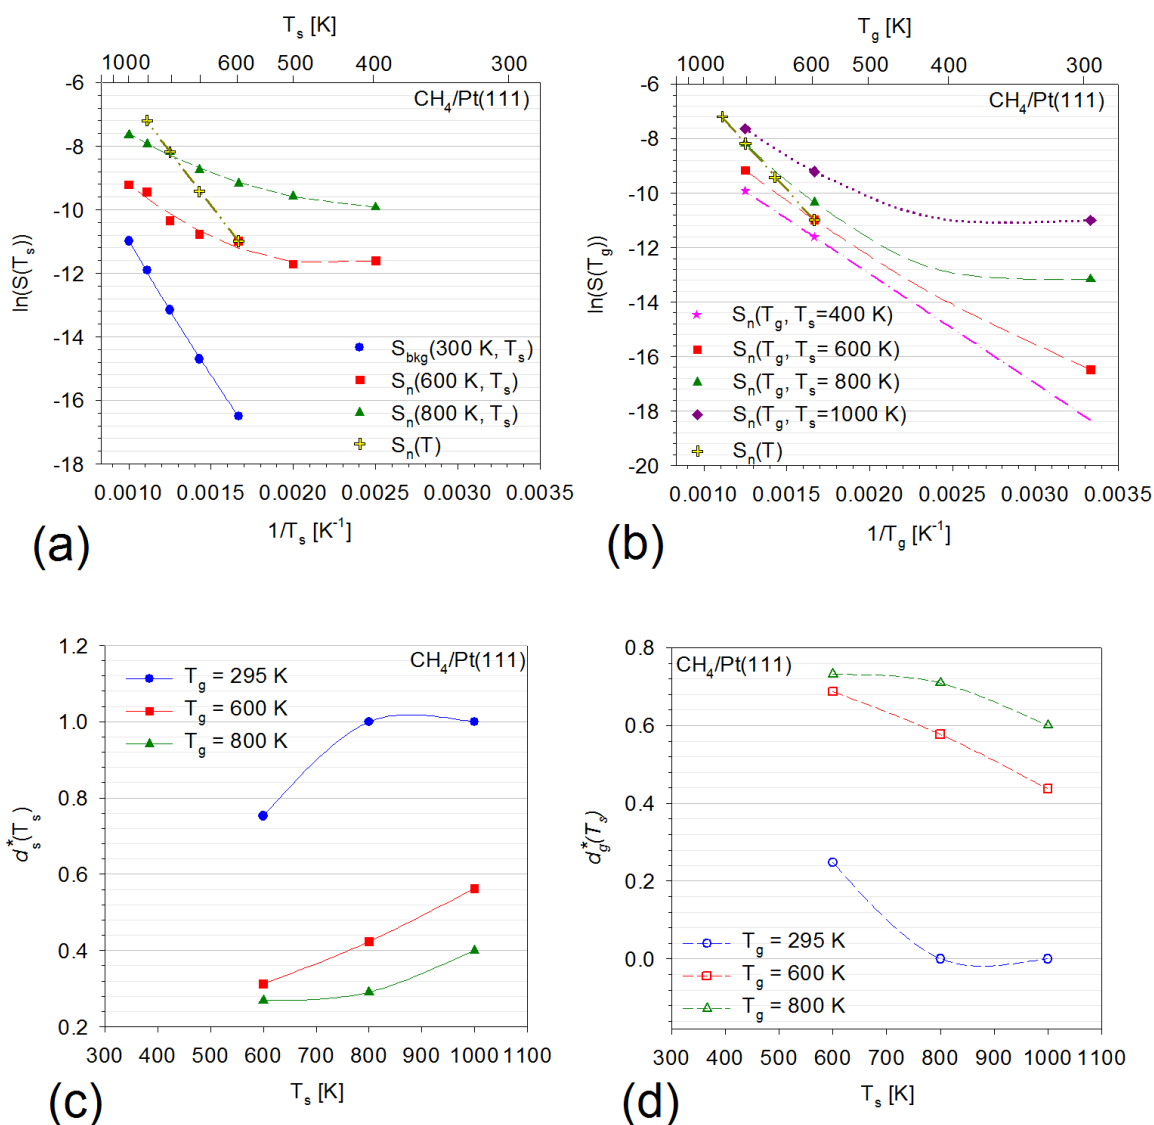 T_s [K]
1000 600 500 400 300
-6
-8
-10
-12
-14
-16
-18
ln(S(T_s))
CH_4/Pt(111)
S_bkg(300 K, T_s)
S_n(600 K, T_s)
S_n(800 K, T_s)
S_n(T)
0.0010 0.0015 0.0020 0.0025 0.0030 0.0035
1/T_s [K^-1]
(a)
T_g [K]
1000 600 500 400 300
-6
-8
-10
-12
-14
-16
-18
-20
ln(S(T_g))
CH_4/Pt(111)
S_n(T_g, T_s=400 K)
S_n(T_g, T_s= 600 K)
S_n(T_g, T_s= 800 K)
S_n(T_g, T_s=1000 K)
S_n(T)
0.0010 0.0015 0.0020 0.0025 0.0030 0.0035
1/T_g [K^-1]
(b)
1.2
1.0
0.8
0.6
0.4
0.2
d_s^*(T_s)
CH_4/Pt(111)
T_g = 295 K
T_g = 600 K
T_g = 800 K
300 400 500 600 700 800 900 1000 1100
T_s [K]
(c)
0.8
0.6
0.4
0.2
0.0
d_g^*(T_s)
CH_4/Pt(111)
T_g = 295 K
T_g = 600 K
T_g = 800 K
300 400 500 600 700 800 900 1000 1100
T_s [K]
(d)